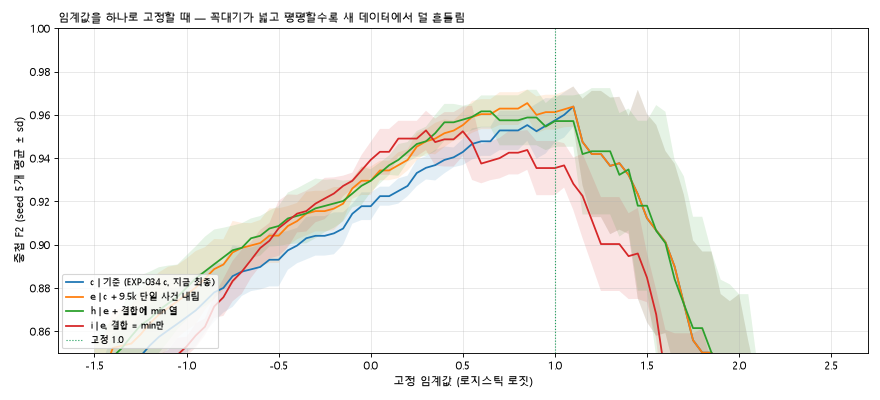 임계값을 하나로 고정할 때 — 꼭대기가 넓고 평평할수록 새 데이터에서 덜 흔들림
1.00
0.98
0.96
0.94
0.92
0.90
0.88
0.86
중첩 F2 (seed 5개 평균 ± sd)
c | 기준 (EXP-034 c, 지금 최종)
e | c + 9.5k 단일 사건 내림
h | e + 결합에 min 열
i | e, 결합 = min만
고정 1.0
-1.5 -1.0 -0.5 0.0 0.5 1.0 1.5 2.0 2.5
고정 임계값 (로지스틱 로짓)